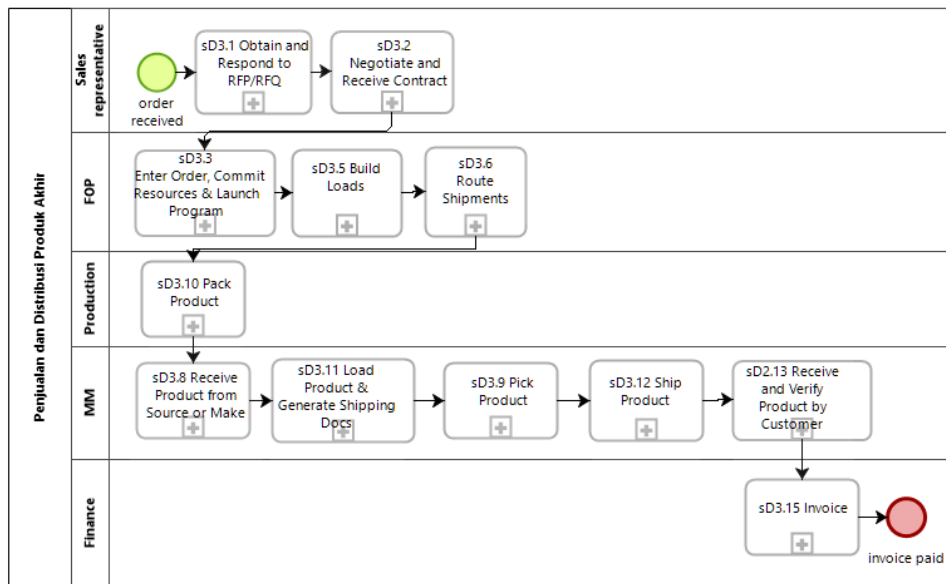 Penjualan dan Distribusi Produk Akhir
Sales
representative
order
received
sD3.1 Obtain and
Respond to
RFP/RFQ
sD3.2
Negotiate and
Receive Contract
FOP
sD3.3
Enter Order, Commit
Resources & Launch
Program
sD3.5 Build
Loads
sD3.6
Route
Shipments
Production
sD3.10 Pack
Product
MM
sD3.8 Receive
Product from
Source or Make
sD3.11 Load
Product &
Generate Shipping
Docs
sD3.9 Pick
Product
sD3.12 Ship
Product
sD2.13 Receive
and Verify
Product by
Customer
Finance
sD3.15 Invoice
invoice paid